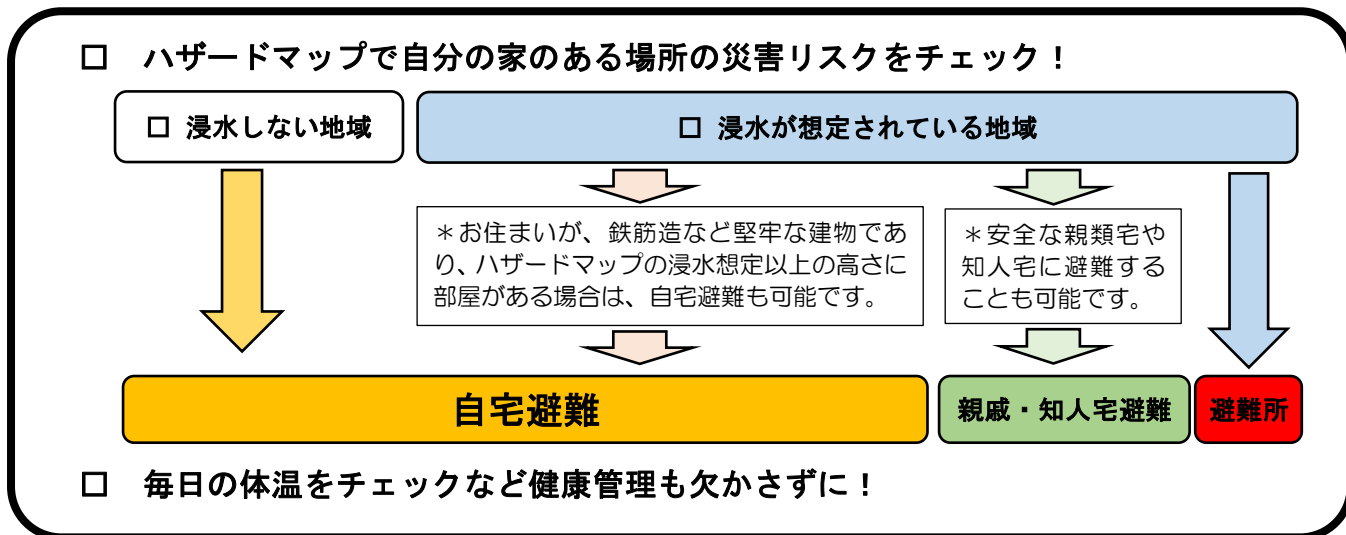 □ ハザードマップで自分の家のある場所の災害リスクをチェック！
□ 浸水しない地域
□ 浸水が想定されている地域
＊お住まいが、鉄筋造など堅牢な建物であ
り、ハザードマップの浸水想定以上の高さに
部屋がある場合は、自宅避難も可能です。
＊安全な親類宅や
知人宅に避難する
ことも可能です。
自宅避難
親戚・知人宅避難
避難所
□ 毎日の体温をチェックなど健康管理も欠かさずに！